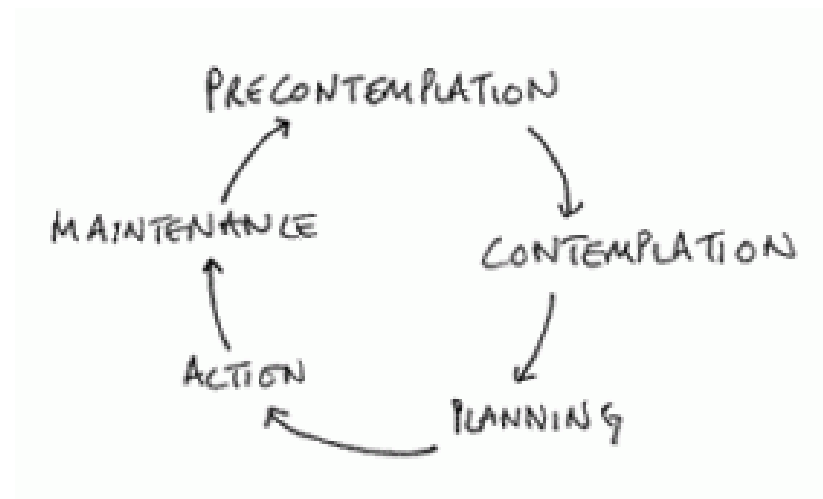 PRECONTEMPLATION
CONTEMPLATION
PLANNING
ACTION
MAINTENANCE